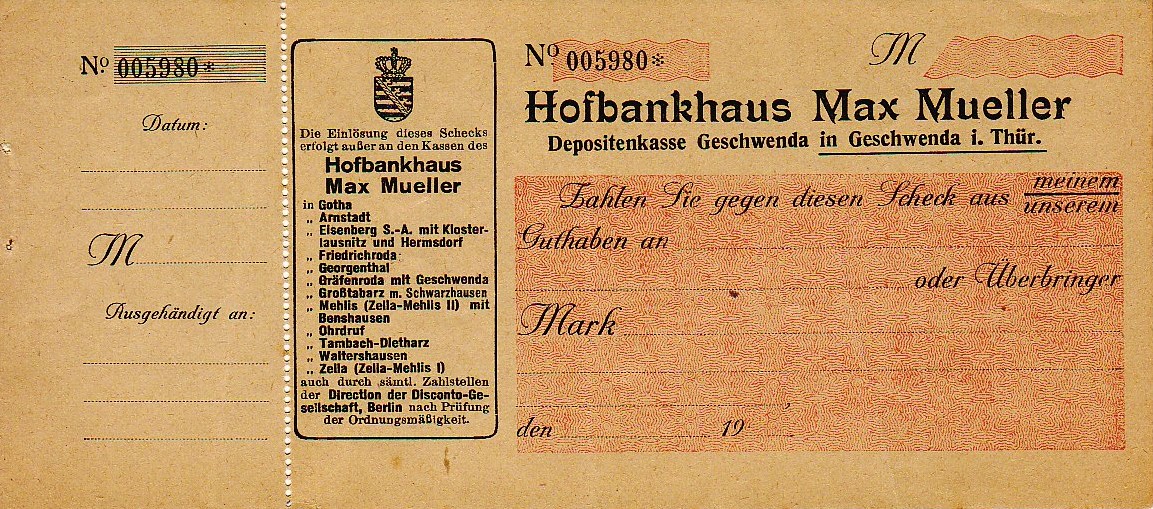 No. 005980*
Datum:
M
Ausgehändigt an:
Die Einlösung dieses Schecks
erfolgt außer an den Kassen des
Hofbankhaus
Max Mueller
in Gotha
„ Arnstadt
„ Eisenberg S.-A. mit Kloster-
lausnitz und Hermsdorf
„ Friedrichroda
„ Georgenthal
„ Gräfenroda mit Geschwenda
„ Großtabarz m. Schwarzhausen
„ Mehlis (Zella-Mehlis II) mit
Benshausen
„ Ohrdruf
„ Tambach-Dietharz
„ Waltershausen
„ Zella (Zella-Mehlis I)
auch durch sämtl. Zahlstellen
der Direction der Disconto-Ge-
sellschaft, Berlin nach Prüfung
der Ordnungsmäßigkeit.
No 005980*
M
Hofbankhaus Max Mueller
Depositenkasse Geschwenda in Geschwenda i. Thür.
Zahlen Sie gegen diesen Scheck aus meinem
unserem
Guthaben an
oder Überbringer
Mark
den 19